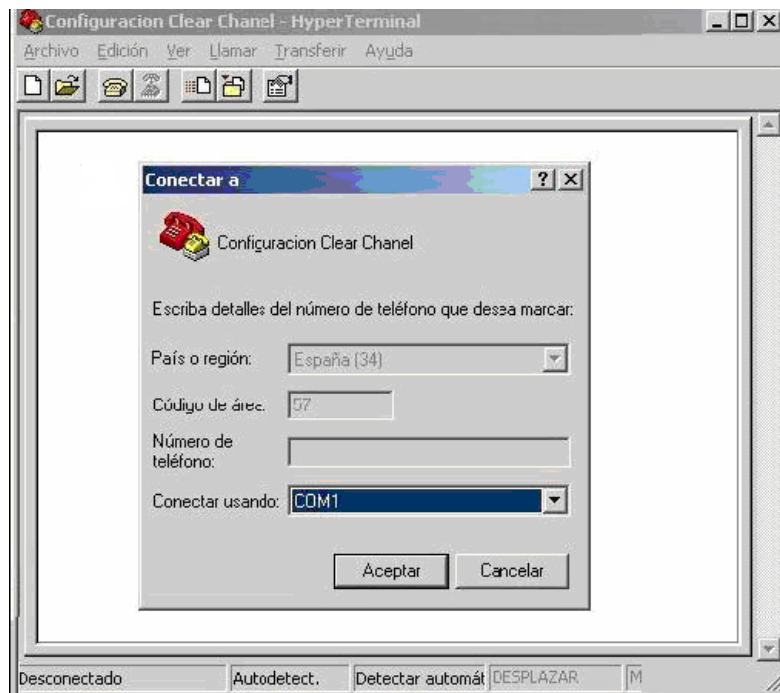 Configuracion Clear Chanel - HyperTerminal
Archivo Edición Ver Llamar Transferir Ayuda
Conectar a
Configuracion Clear Chanel
Escriba detalles del número de teléfono que desea marcar:
País o región: España (34)
Código de área: 57
Número de
teléfono:
Conectar usando: COM1
Aceptar Cancelar
Desconectado Autodetect. Detectar automát DESPLAZAR M